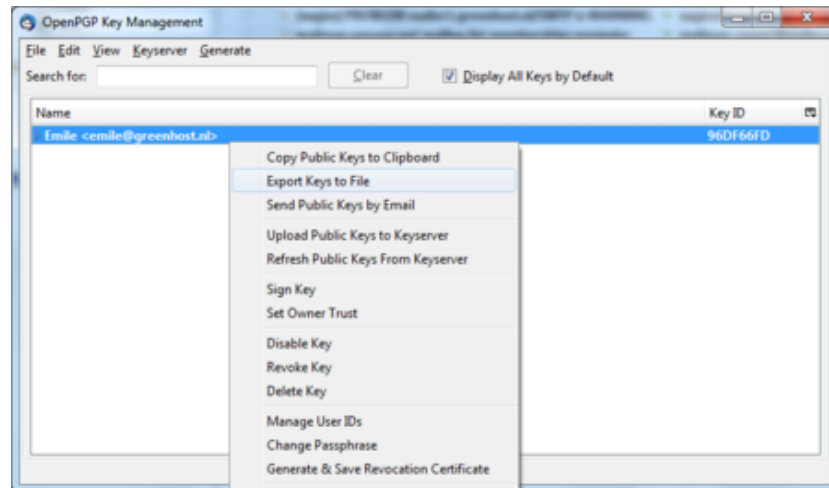 OpenPGP Key Management
File Edit View Keyserver Generate
Search for: Clear Display All Keys by Default
Name Key ID
Emile <emile@greenhost.nl> 96DF66FD
Copy Public Keys to Clipboard
Export Keys to File
Send Public Keys by Email
Upload Public Keys to Keyserver
Refresh Public Keys From Keyserver
Sign Key
Set Owner Trust
Disable Key
Revoke Key
Delete Key
Manage User IDs
Change Passphrase
Generate & Save Revocation Certificate